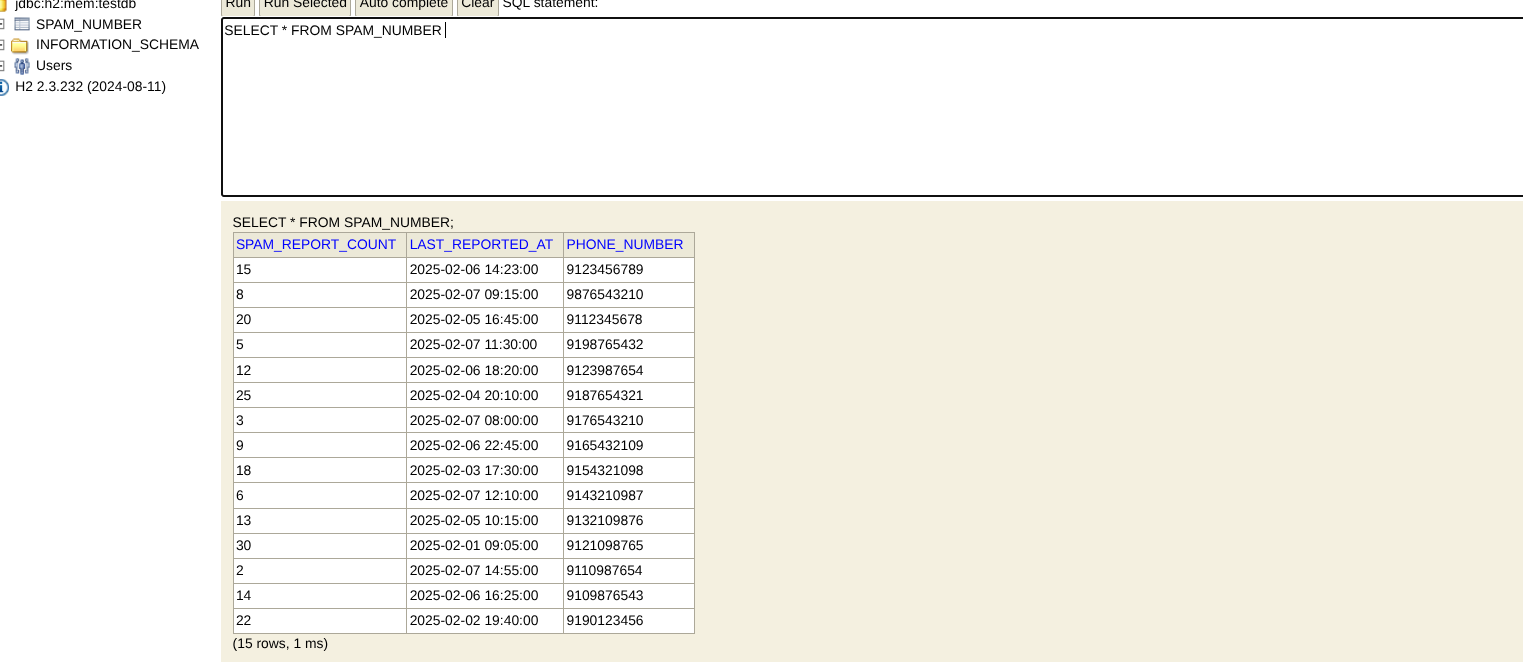 jdbc:h2:mem:testdb
SPAM_NUMBER
INFORMATION_SCHEMA
Users
H2 2.3.232 (2024-08-11)
Run Run Selected Auto complete Clear SQL statement:
SELECT * FROM SPAM_NUMBER
SELECT * FROM SPAM_NUMBER;
SPAM_REPORT_COUNT LAST_REPORTED_AT PHONE_NUMBER
15 2025-02-06 14:23:00 9123456789
8 2025-02-07 09:15:00 9876543210
20 2025-02-05 16:45:00 9112345678
5 2025-02-07 11:30:00 9198765432
12 2025-02-06 18:20:00 9123987654
25 2025-02-04 20:10:00 9187654321
3 2025-02-07 08:00:00 9176543210
9 2025-02-06 22:45:00 9165432109
18 2025-02-03 17:30:00 9154321098
6 2025-02-07 12:10:00 9143210987
13 2025-02-05 10:15:00 9132109876
30 2025-02-01 09:05:00 9121098765
2 2025-02-07 14:55:00 9110987654
14 2025-02-06 16:25:00 9109876543
22 2025-02-02 19:40:00 9190123456
(15 rows, 1 ms)